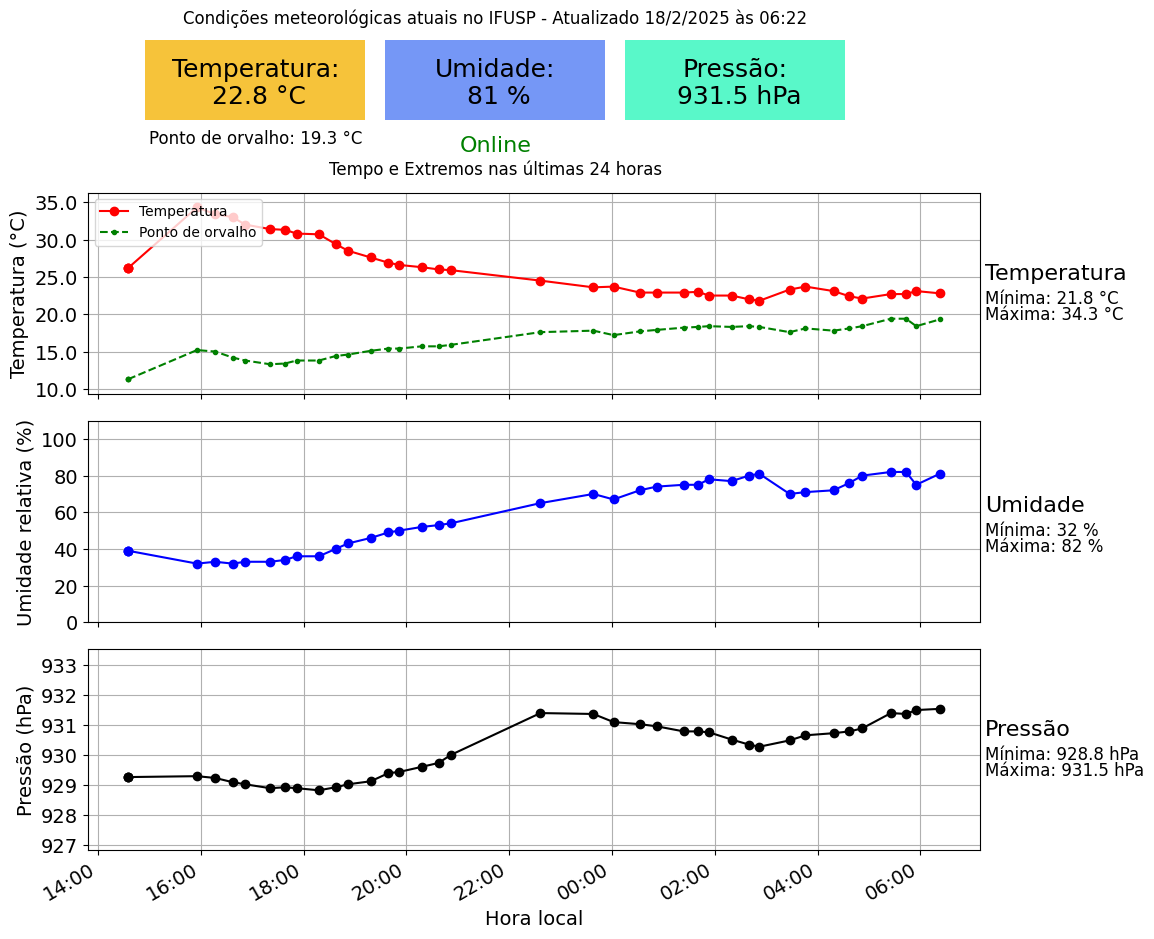 Condições meteorológicas atuais no IFUSP - Atualizado 18/2/2025 às 06:22
Temperatura:
22.8 °C
Umidade:
81 %
Pressão:
931.5 hPa
Ponto de orvalho: 19.3 °C
Online
Tempo e Extremos nas últimas 24 horas
Temperatura (°C)
35.0
30.0
25.0
20.0
15.0
10.0
Temperatura
Ponto de orvalho
Temperatura
Mínima: 21.8 °C
Máxima: 34.3 °C
Umidade relativa (%)
100
80
60
40
20
0
Umidade
Mínima: 32 %
Máxima: 82 %
Pressão (hPa)
933
932
931
930
929
928
927
Pressão
Mínima: 928.8 hPa
Máxima: 931.5 hPa
14:00 16:00 18:00 20:00 22:00 00:00 02:00 04:00 06:00
Hora local